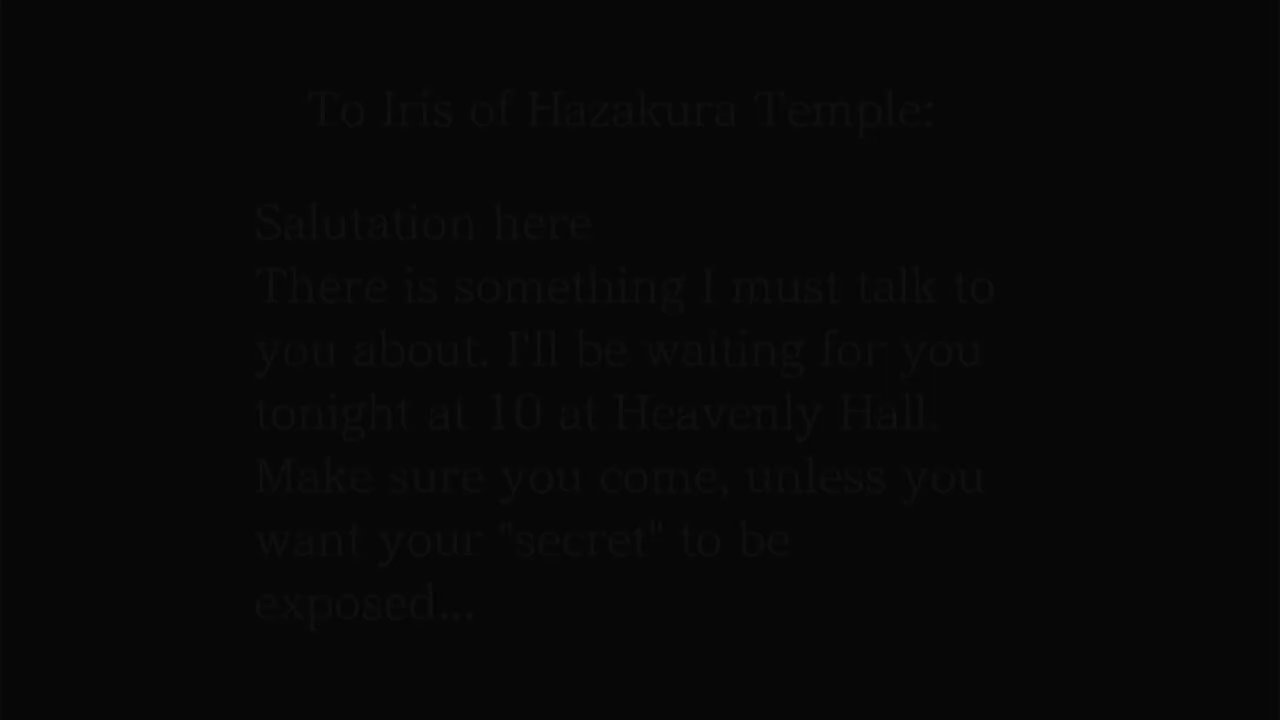 To Iris of Hazakura Temple:
Salutation here
There is something I must talk to
you about. I'll be waiting for you
tonight at 10 at Heavenly Hall.
Make sure you come, unless you
want your "secret" to be
exposed...